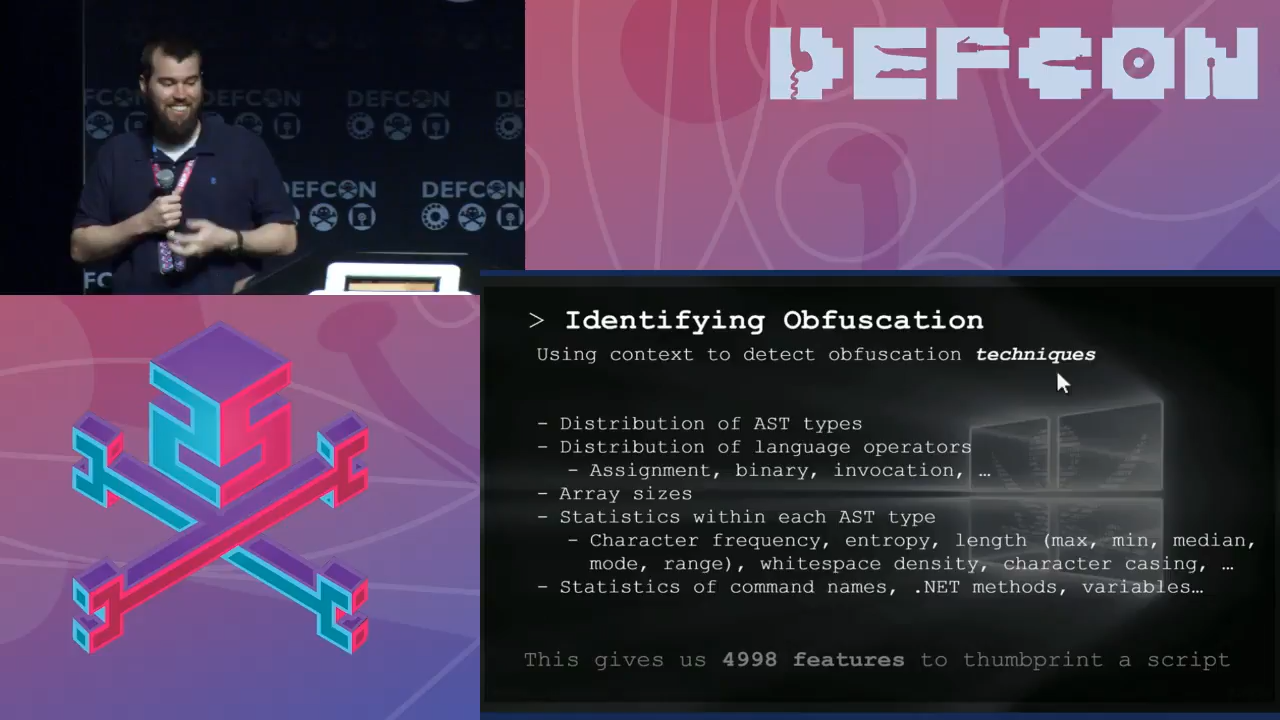 DEFCON
FCON DEFCON DEFCON DE
DEFCON DEFCON
FC
> Identifying Obfuscation
Using context to detect obfuscation techniques
- Distribution of AST types
- Distribution of language operators
- Assignment, binary, invocation, …
- Array sizes
- Statistics within each AST type
- Character frequency, entropy, length (max, min, median,
mode, range), whitespace density, character casing, …
- Statistics of command names, .NET methods, variables…
This gives us 4998 features to thumbprint a script